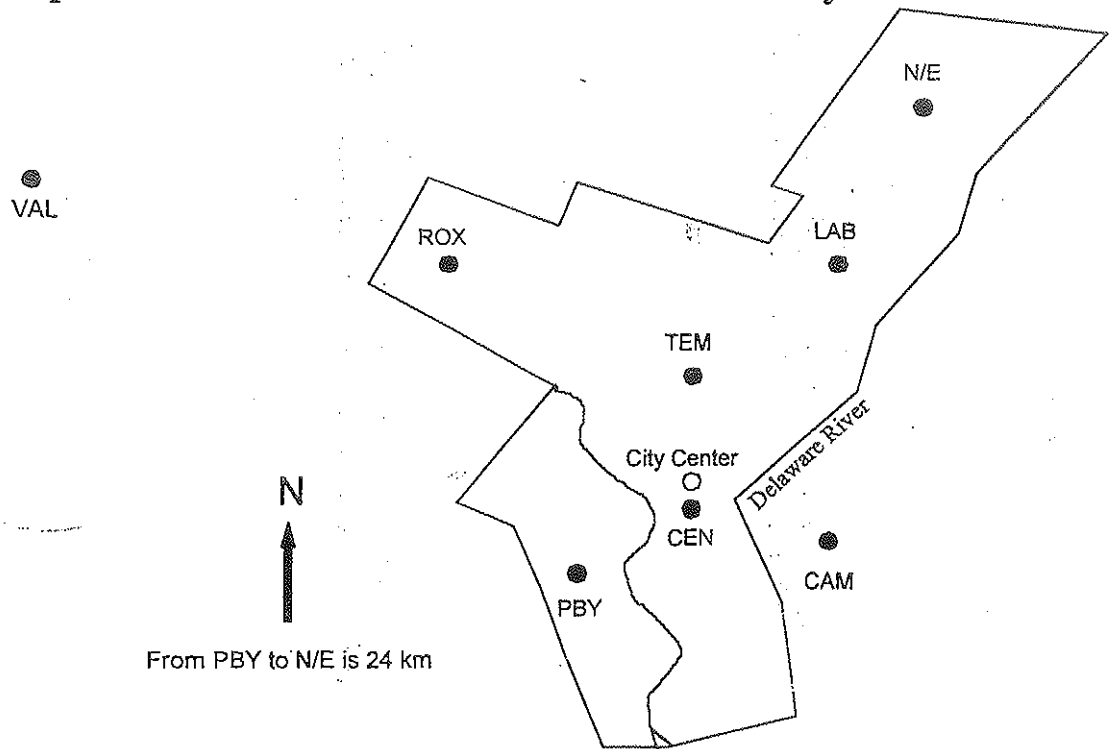 N/E
VAL
ROX
LAB
TEM
City Center
Delaware River
N
CEN
CAM
PBY
From PBY to N/E is 24 km